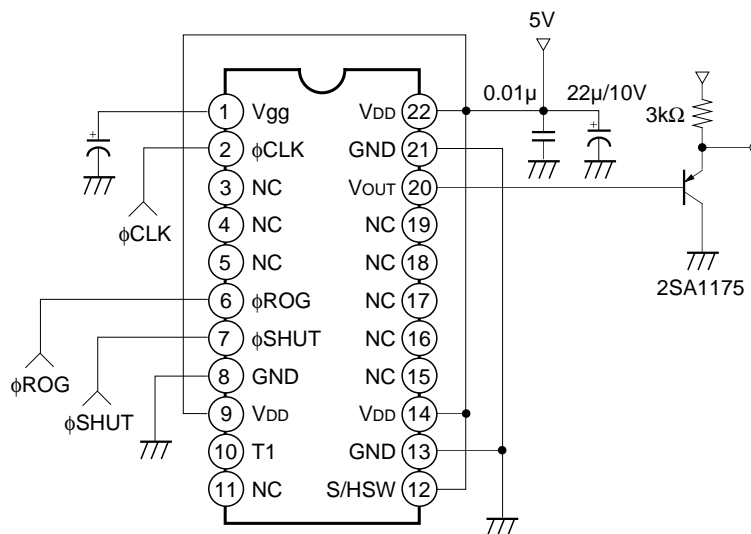 5V
0.01µ
22µ/10V
3kΩ
1 Vgg
VDD 22
2 ϕCLK
GND 21
3 NC
VOUT 20
4 NC
NC 19
5 NC
NC 18
6 ϕROG
NC 17
7 ϕSHUT
NC 16
8 GND
NC 15
9 VDD
VDD 14
10 T1
GND 13
11 NC
S/HSW 12
ϕCLK
ϕROG
ϕSHUT
2SA1175
+
+